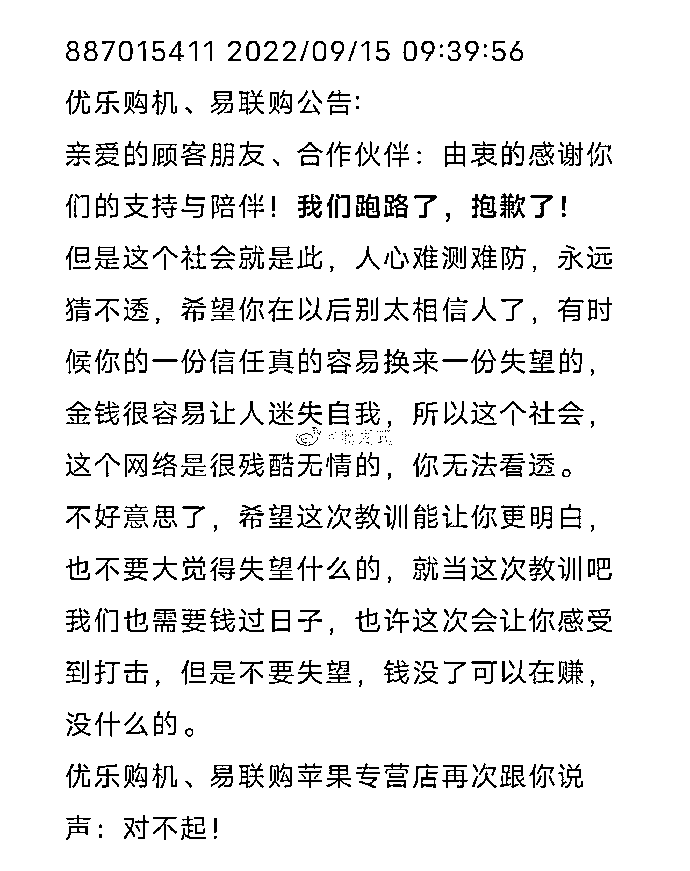 887015411 2022/09/15 09:39:56
优乐购机、易联购公告:
亲爱的顾客朋友、合作伙伴：由衷的感谢你
们的支持与陪伴！我们跑路了，抱歉了！
但是这个社会就是此，人心难测难防，永远
猜不透，希望你在以后别太相信人了，有时
候你的一份信任真的容易换来一份失望的，
金钱很容易让人迷失自我，所以这个社会，
这个网络是很残酷无情的，你无法看透。
不好意思了，希望这次教训能让你更明白，
也不要大觉得失望什么的，就当这次教训吧
我们也需要钱过日子，也许这次会让你感受
到打击，但是不要失望，钱没了可以在赚，
没什么的。
优乐购机、易联购苹果专营店再次跟你说
声：对不起！